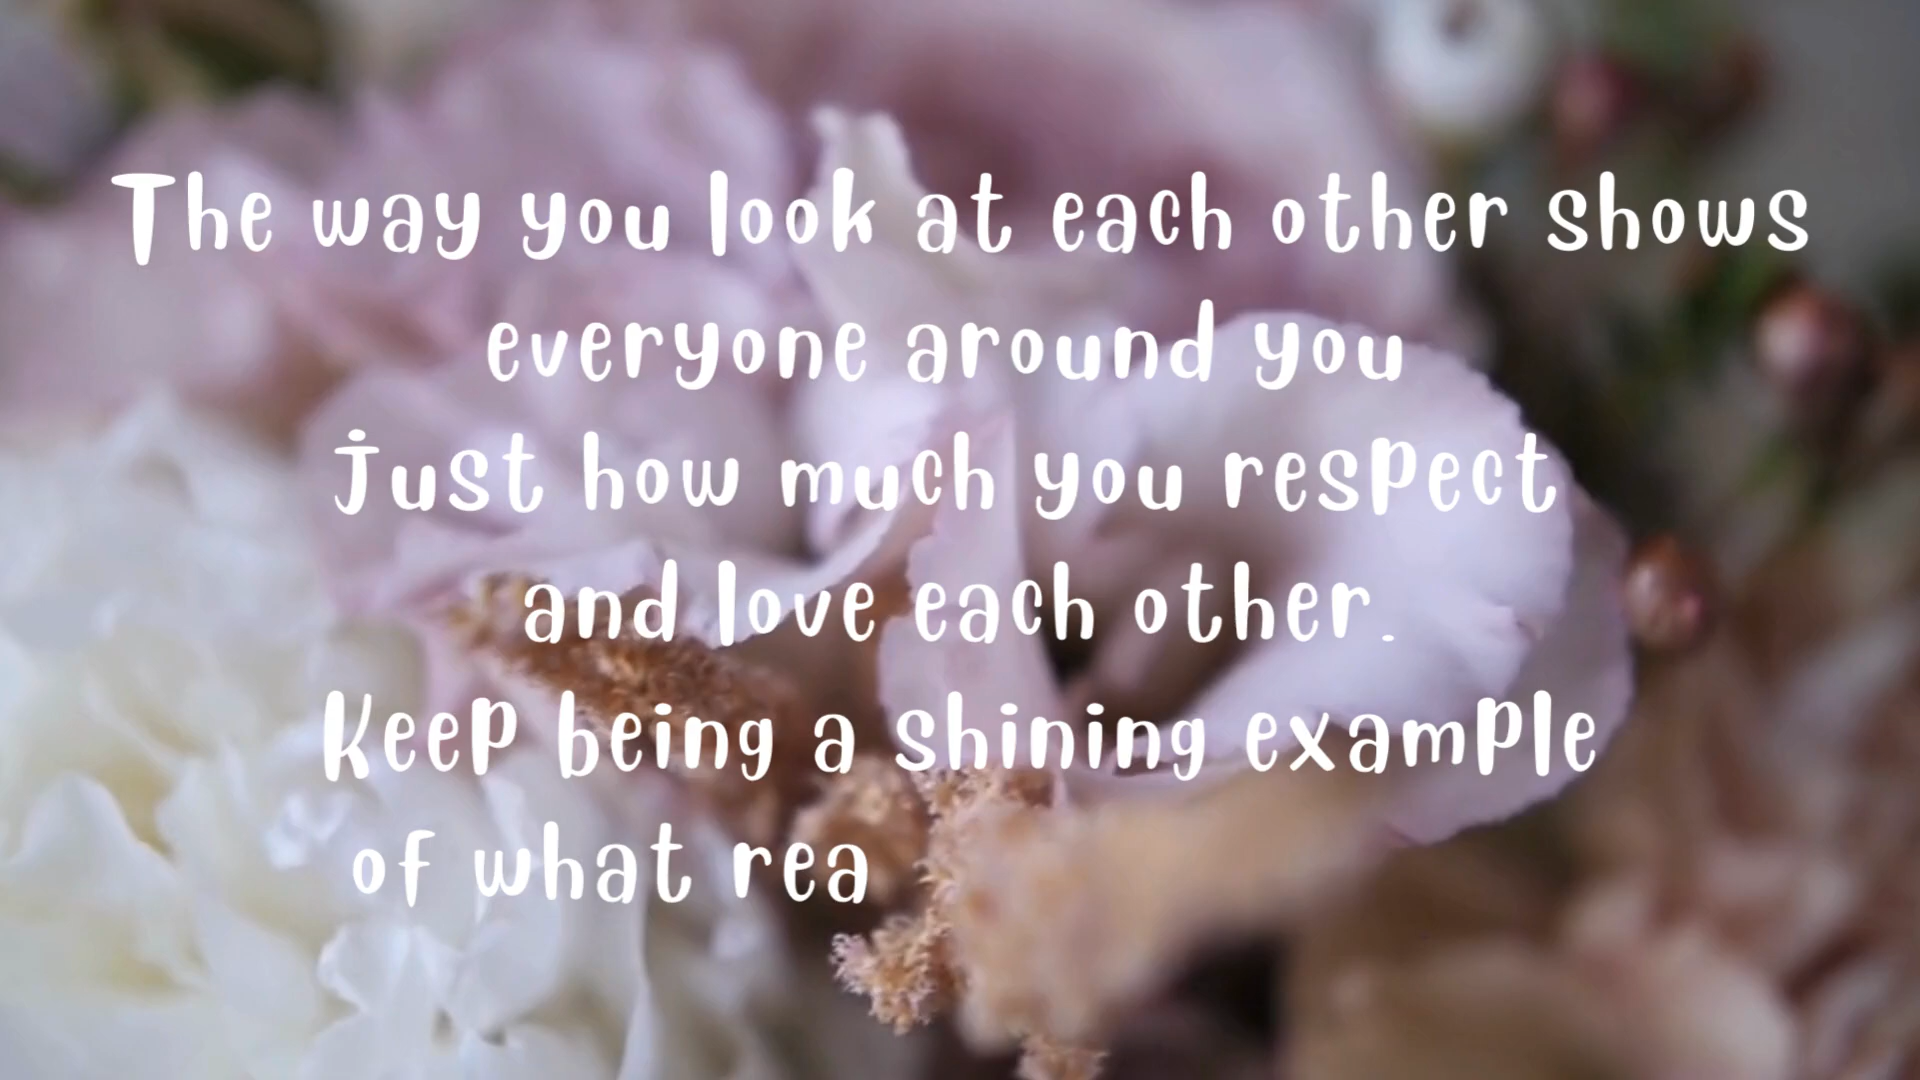 The way you look at each other shows
everyone around you
just how much you respect
and love each other.
Keep being a shining example
of what rea